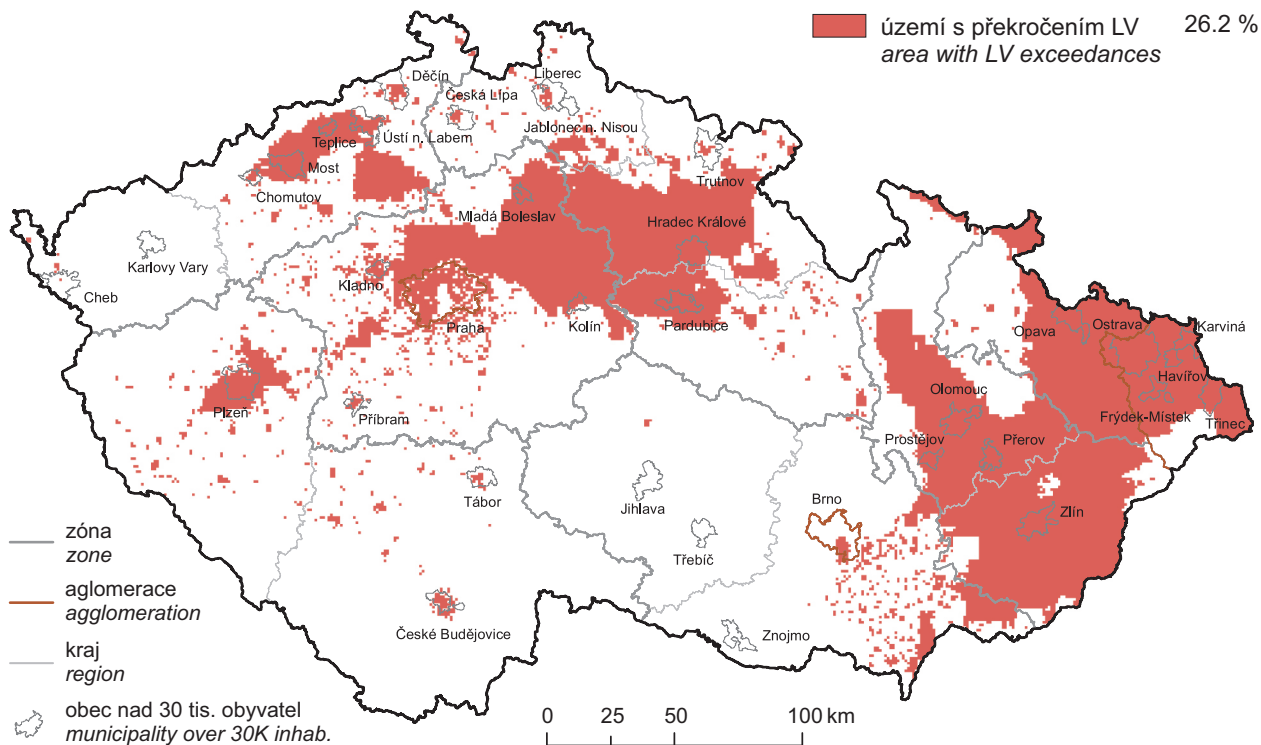 území s překročením LV 26.2 %
area with LV exceedances
Děčín
Liberec
Česká Lípa
Jablonec n. Nisou
Teplice
Ústí n. Labem
Most
Trutnov
Chomutov
Mladá Boleslav
Hradec Králové
Karlovy Vary
Kladno
Cheb
Praha
Kolín
Pardubice
Opava
Ostrava
Karviná
Havířov
Olomouc
Frýdek-Místek
Třinec
Plzeň
Příbram
Prostějov
Přerov
Tábor
Jihlava
Brno
Zlín
Třebíč
České Budějovice
Znojmo
zóna
zone
aglomerace
agglomeration
kraj
region
obec nad 30 tis. obyvatel
municipality over 30K inhab.
0 25 50 100 km